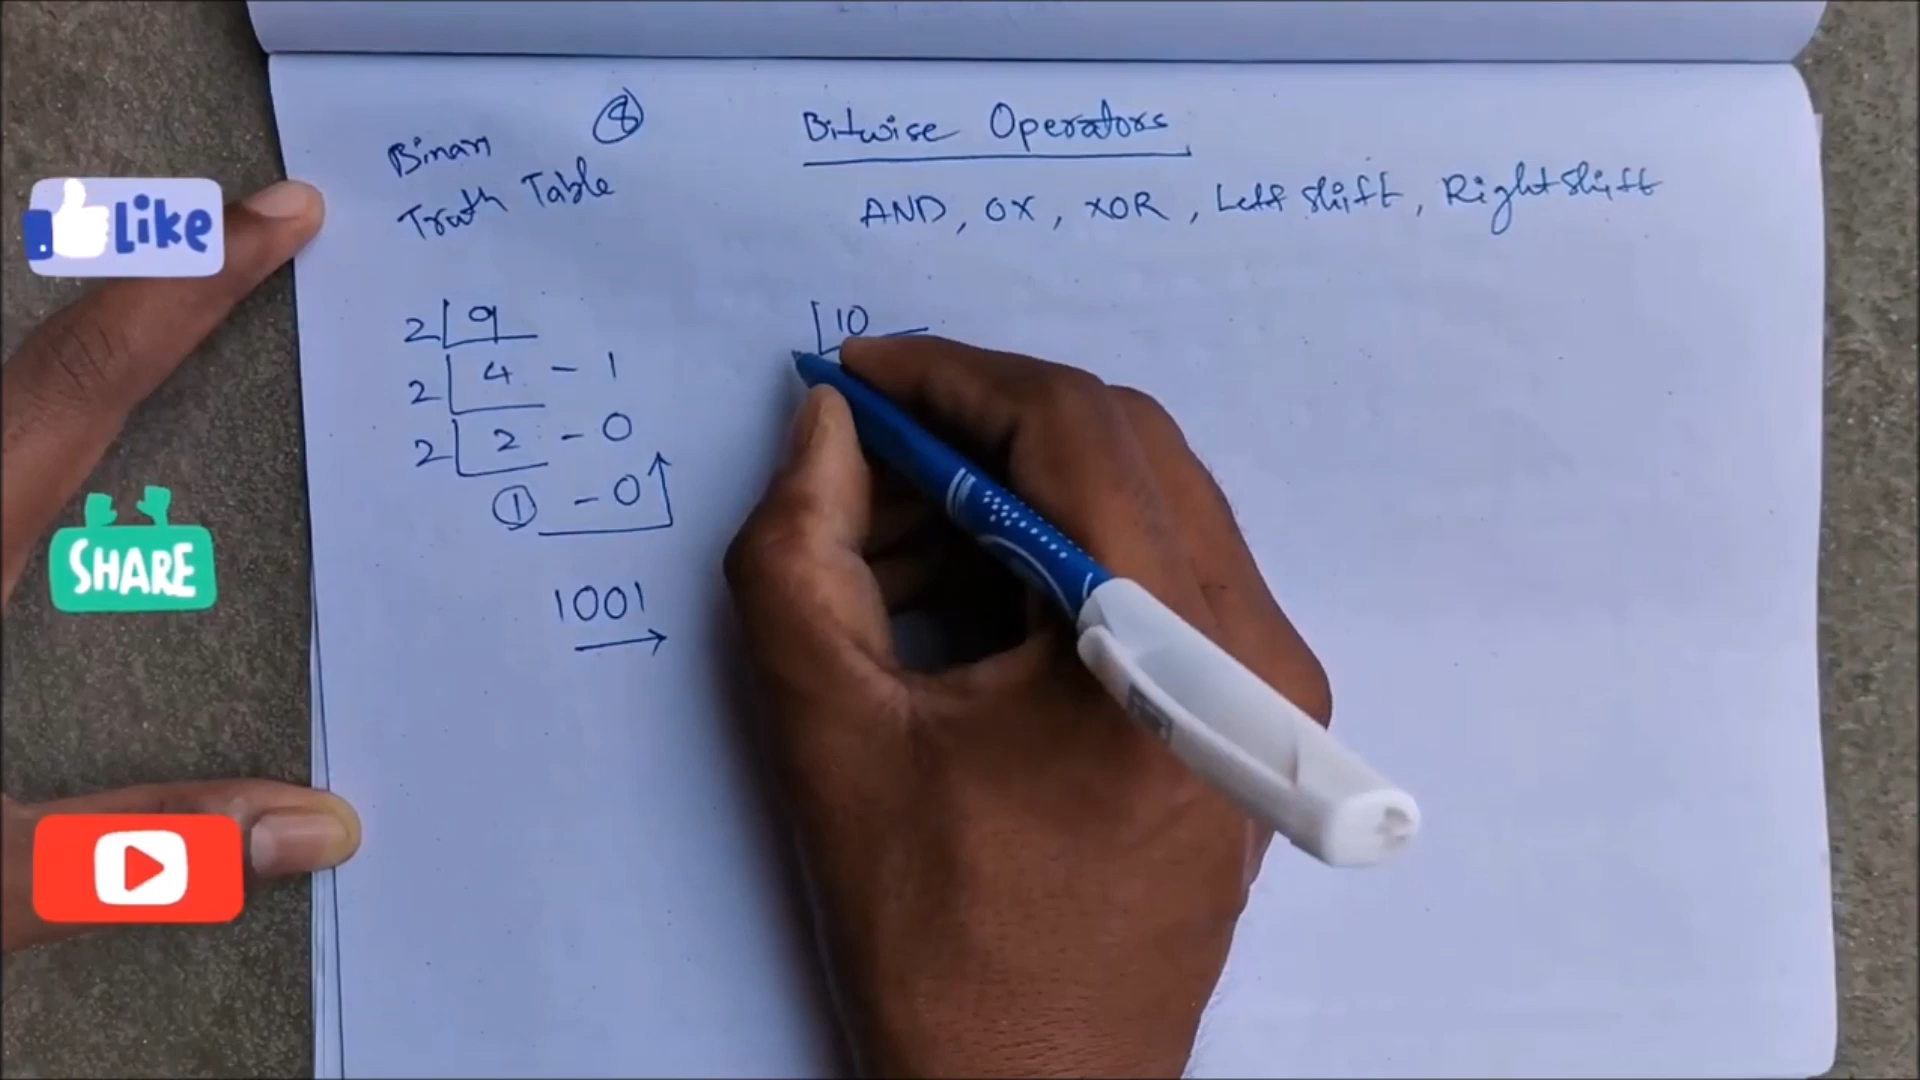 Binary
Truth Table
8
Bitwise Operators
AND, OR, XOR, Left shift, Right shift
2 9
2 4 - 1
2 2 - 0
1 - 0
1001
10
Like
SHARE